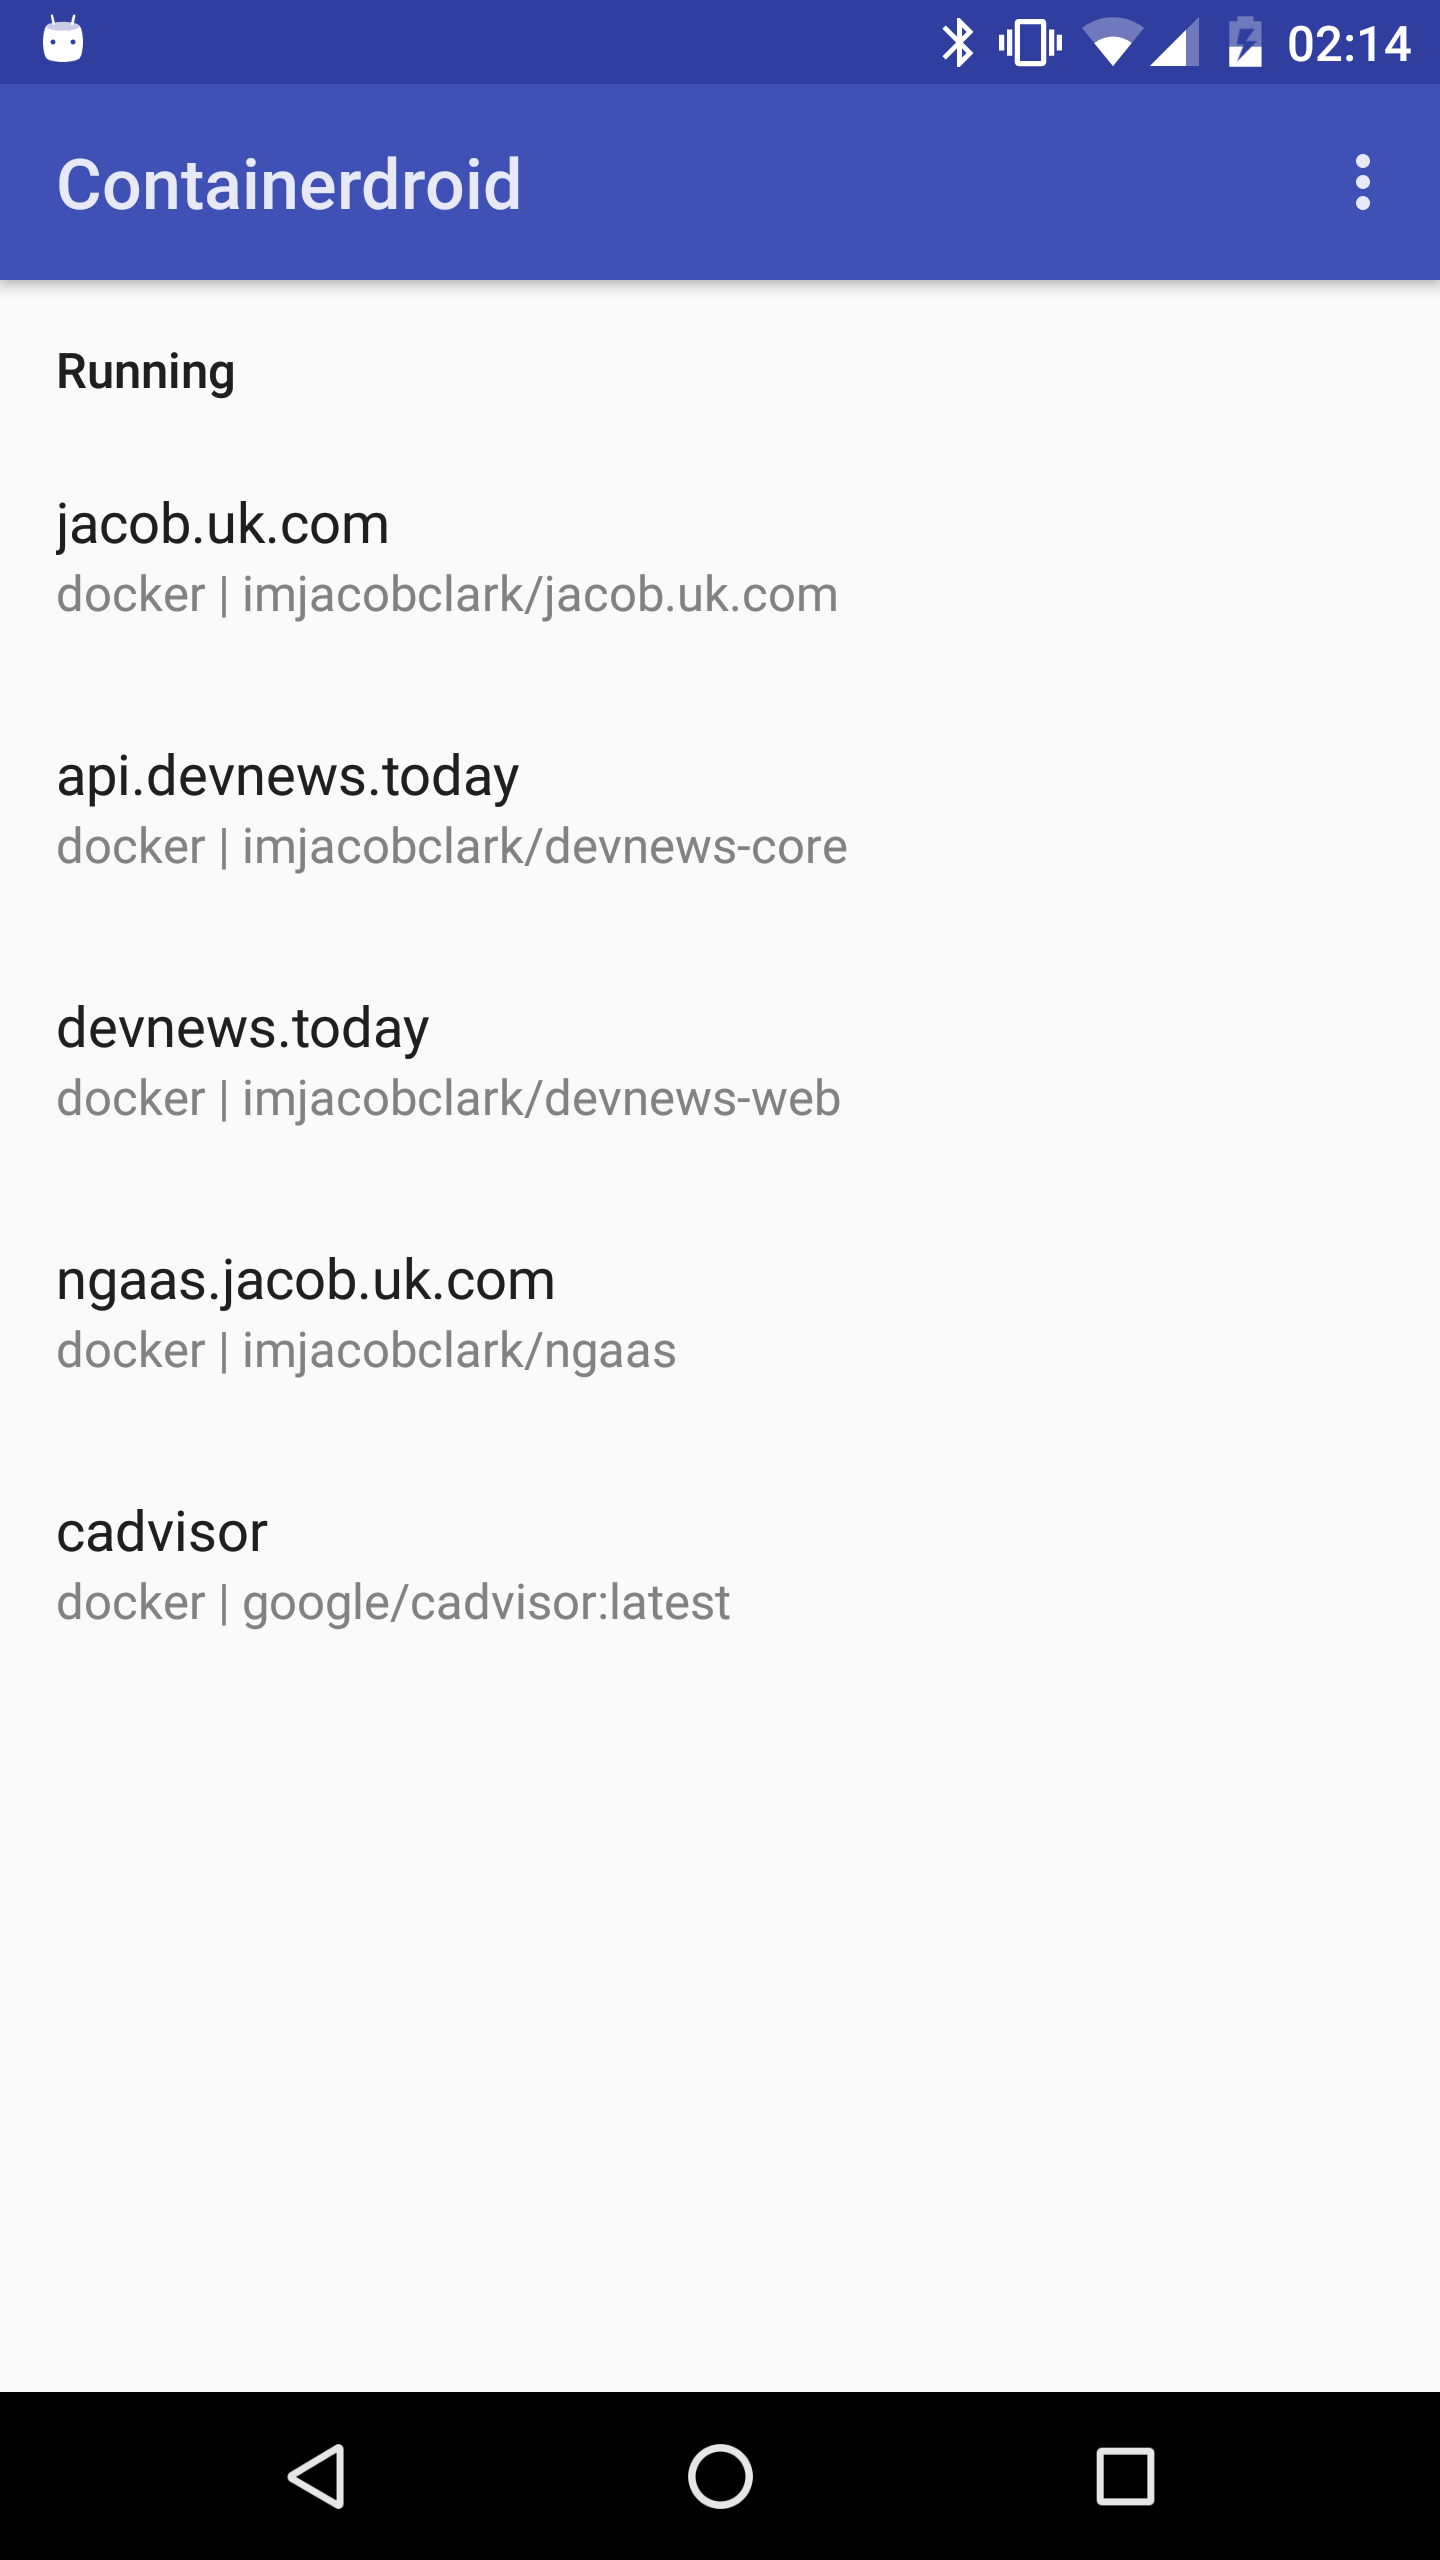 02:14
Containerdroid
Running
jacob.uk.com
docker | imjacobclark/jacob.uk.com
api.devnews.today
docker | imjacobclark/devnews-core
devnews.today
docker | imjacobclark/devnews-web
ngaas.jacob.uk.com
docker | imjacobclark/ngaas
cadvisor
docker | google/cadvisor:latest